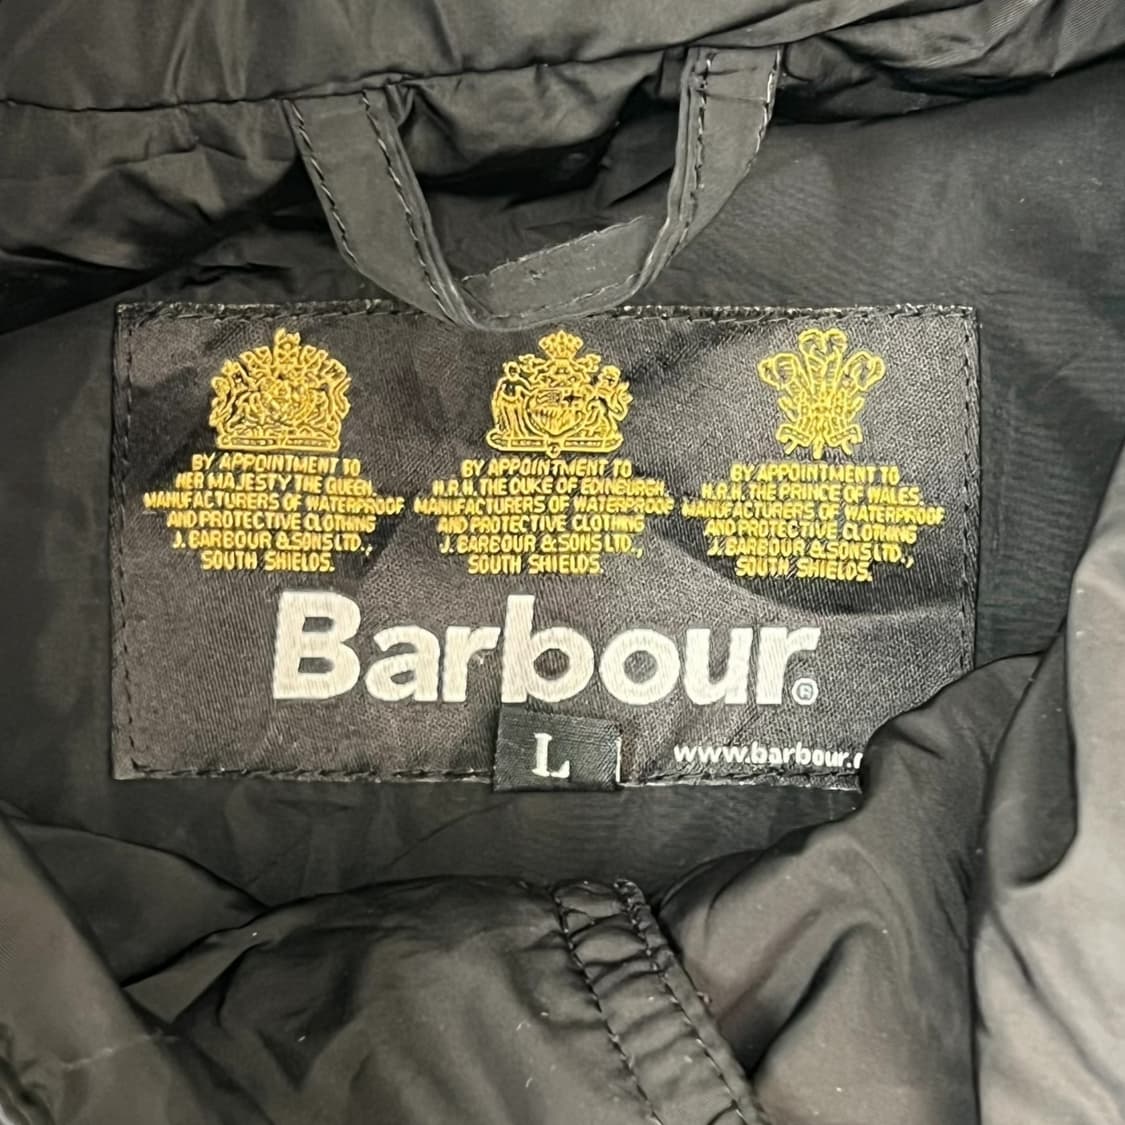 BY APPOINTMENT TO
HER MAJESTY THE QUEEN
MANUFACTURERS OF WATERPROOF
AND PROTECTIVE CLOTHING
J. BARBOUR & SONS LTD.,
SOUTH SHIELDS.
BY APPOINTMENT TO
H.R.H. THE DUKE OF EDINBURGH
MANUFACTURERS OF WATERPROOF
AND PROTECTIVE CLOTHING
J. BARBOUR & SONS LTD.,
SOUTH SHIELDS.
BY APPOINTMENT TO
H.R.H. THE PRINCE OF WALES.
MANUFACTURERS OF WATERPROOF
AND PROTECTIVE CLOTHING
J. BARBOUR & SONS LTD.,
SOUTH SHIELDS.
Barbour.®
L
www.barbour.